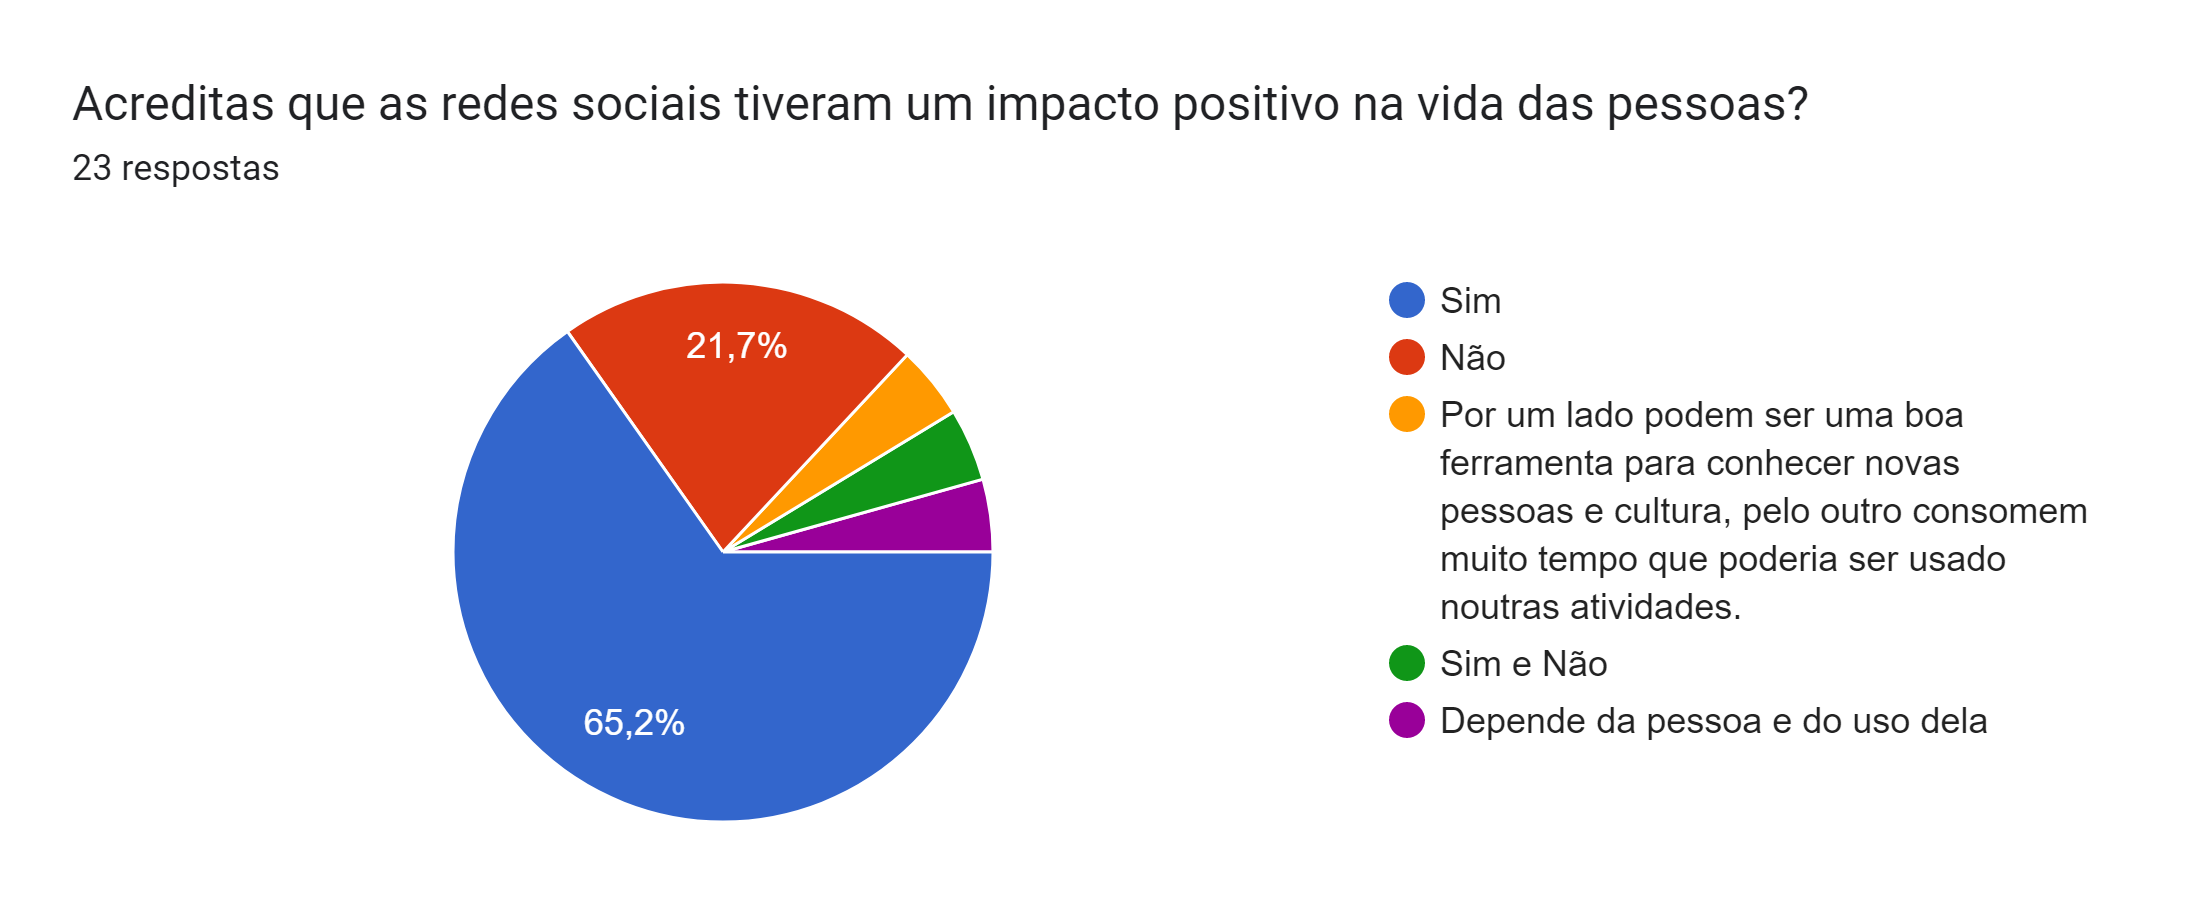 Acreditas que as redes sociais tiveram um impacto positivo na vida das pessoas?
23 respostas
21,7%
65,2%
Sim
Não
Por um lado podem ser uma boa
ferramenta para conhecer novas
pessoas e cultura, pelo outro consomem
muito tempo que poderia ser usado
noutras atividades.
Sim e Não
Depende da pessoa e do uso dela